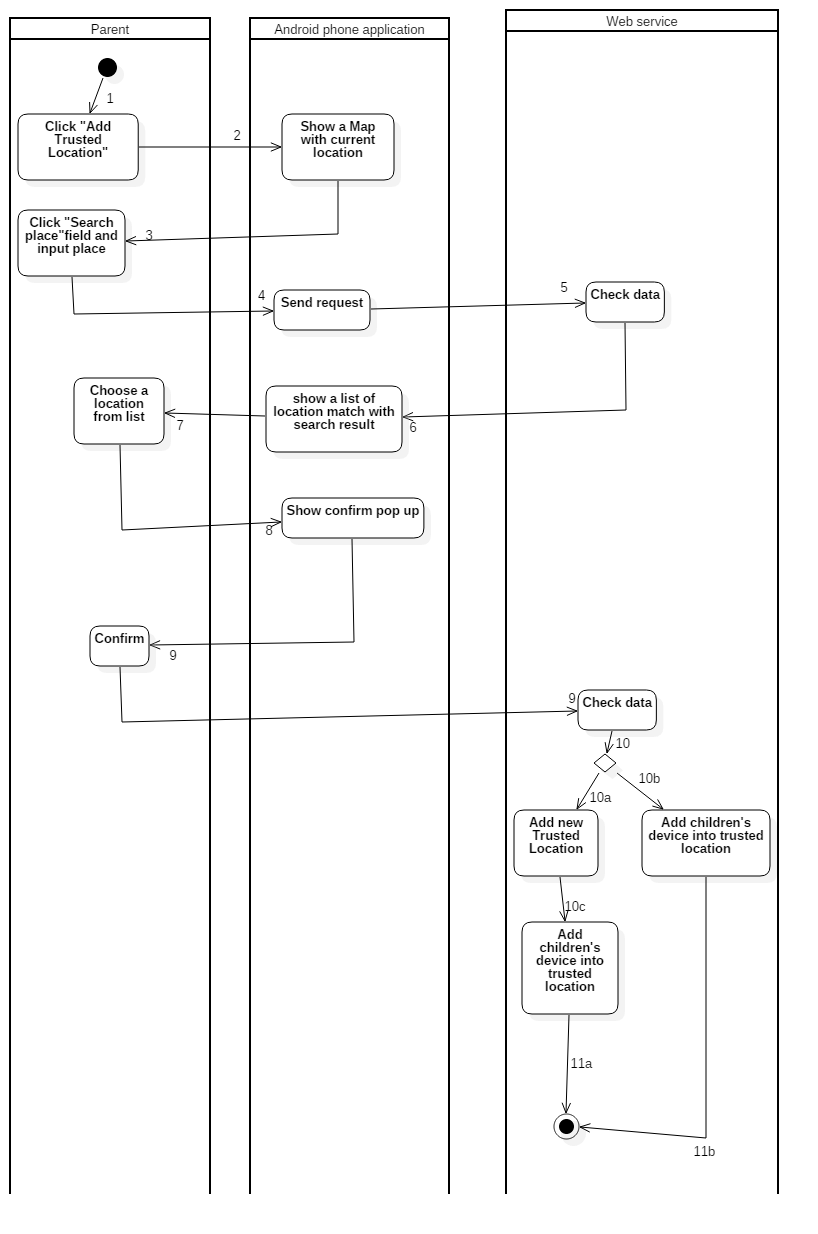 Parent
Android phone application
Web service
1
Click "Add
Trusted
Location"
2
Show a Map
with current
location
Click "Search
place"field and
input place
3
4
Send request
5
Check data
Choose a
location
from list
7
show a list of
location match with
search result
6
Show confirm pop up
8
Confirm
9
9
Check data
10
10a
10b
Add new
Trusted
Location
Add children's
device into trusted
location
10c
Add
children's
device into
trusted
location
11a
11b